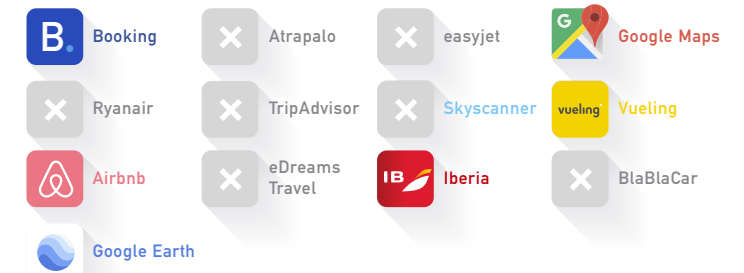 B. Booking
Atrapalo
easyjet
G Google Maps
Ryanair
TripAdvisor
Skyscanner
vueling Vueling
Airbnb
eDreams
Travel
IB Iberia
BlaBlaCar
Google Earth